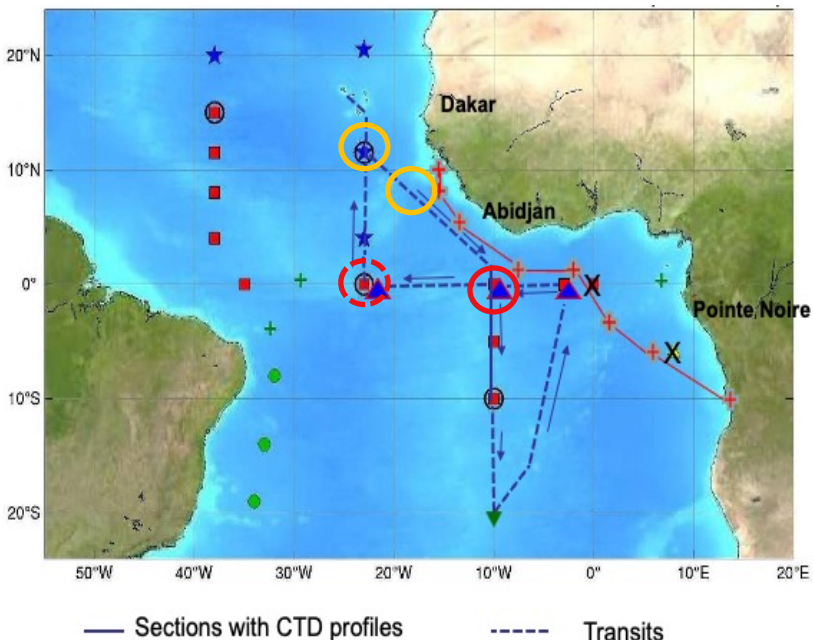 20°N
Dakar
10°N
Abidjan
0°
Pointe Noire
10°S
20°S
50°W 40°W 30°W 20°W 10°W 0° 10°E 20°E
Sections with CTD profiles Transits